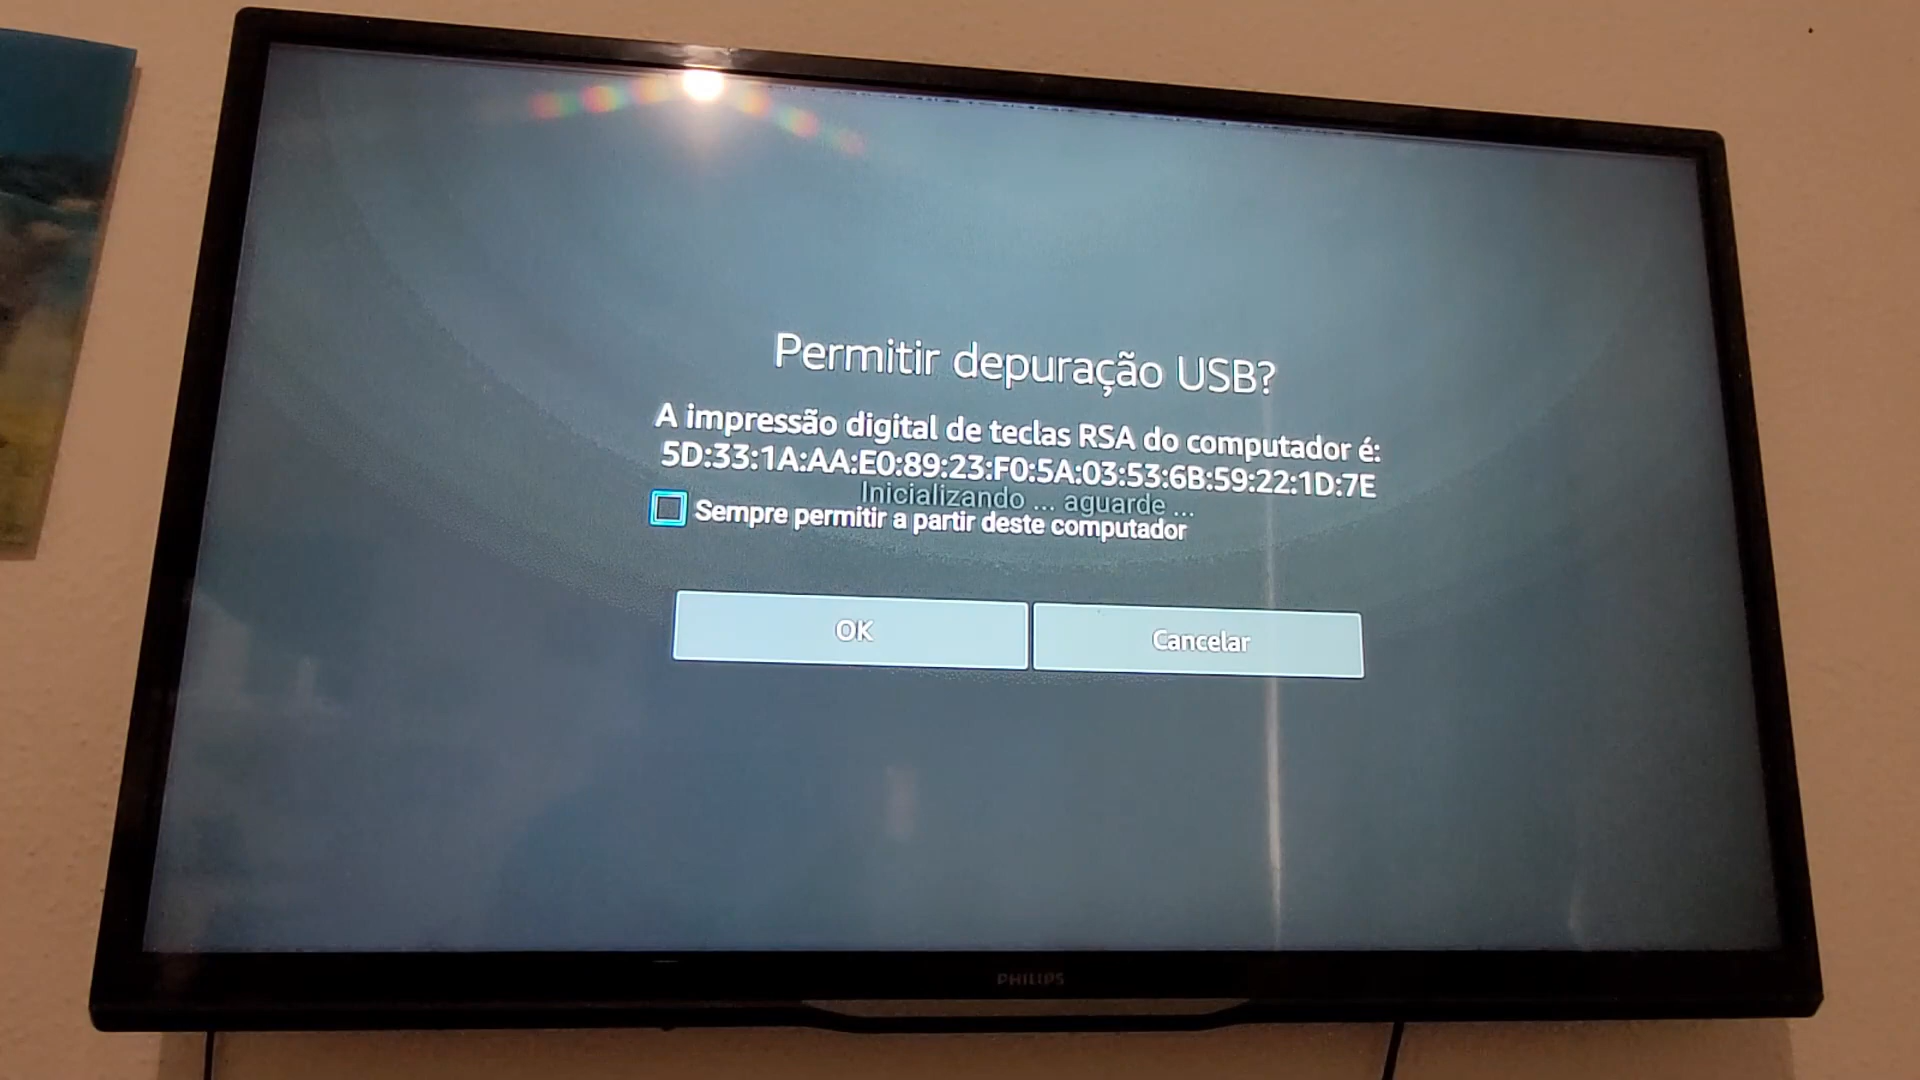 Permitir depuração USB?
A impressão digital de teclas RSA do computador é:
5D:33:1A:AA:E0:89:23:F0:5A:03:53:6B:59:22:1D:7E
Inicializando ... aguarde ...
Sempre permitir a partir deste computador
OK
Cancelar
PHILIPS